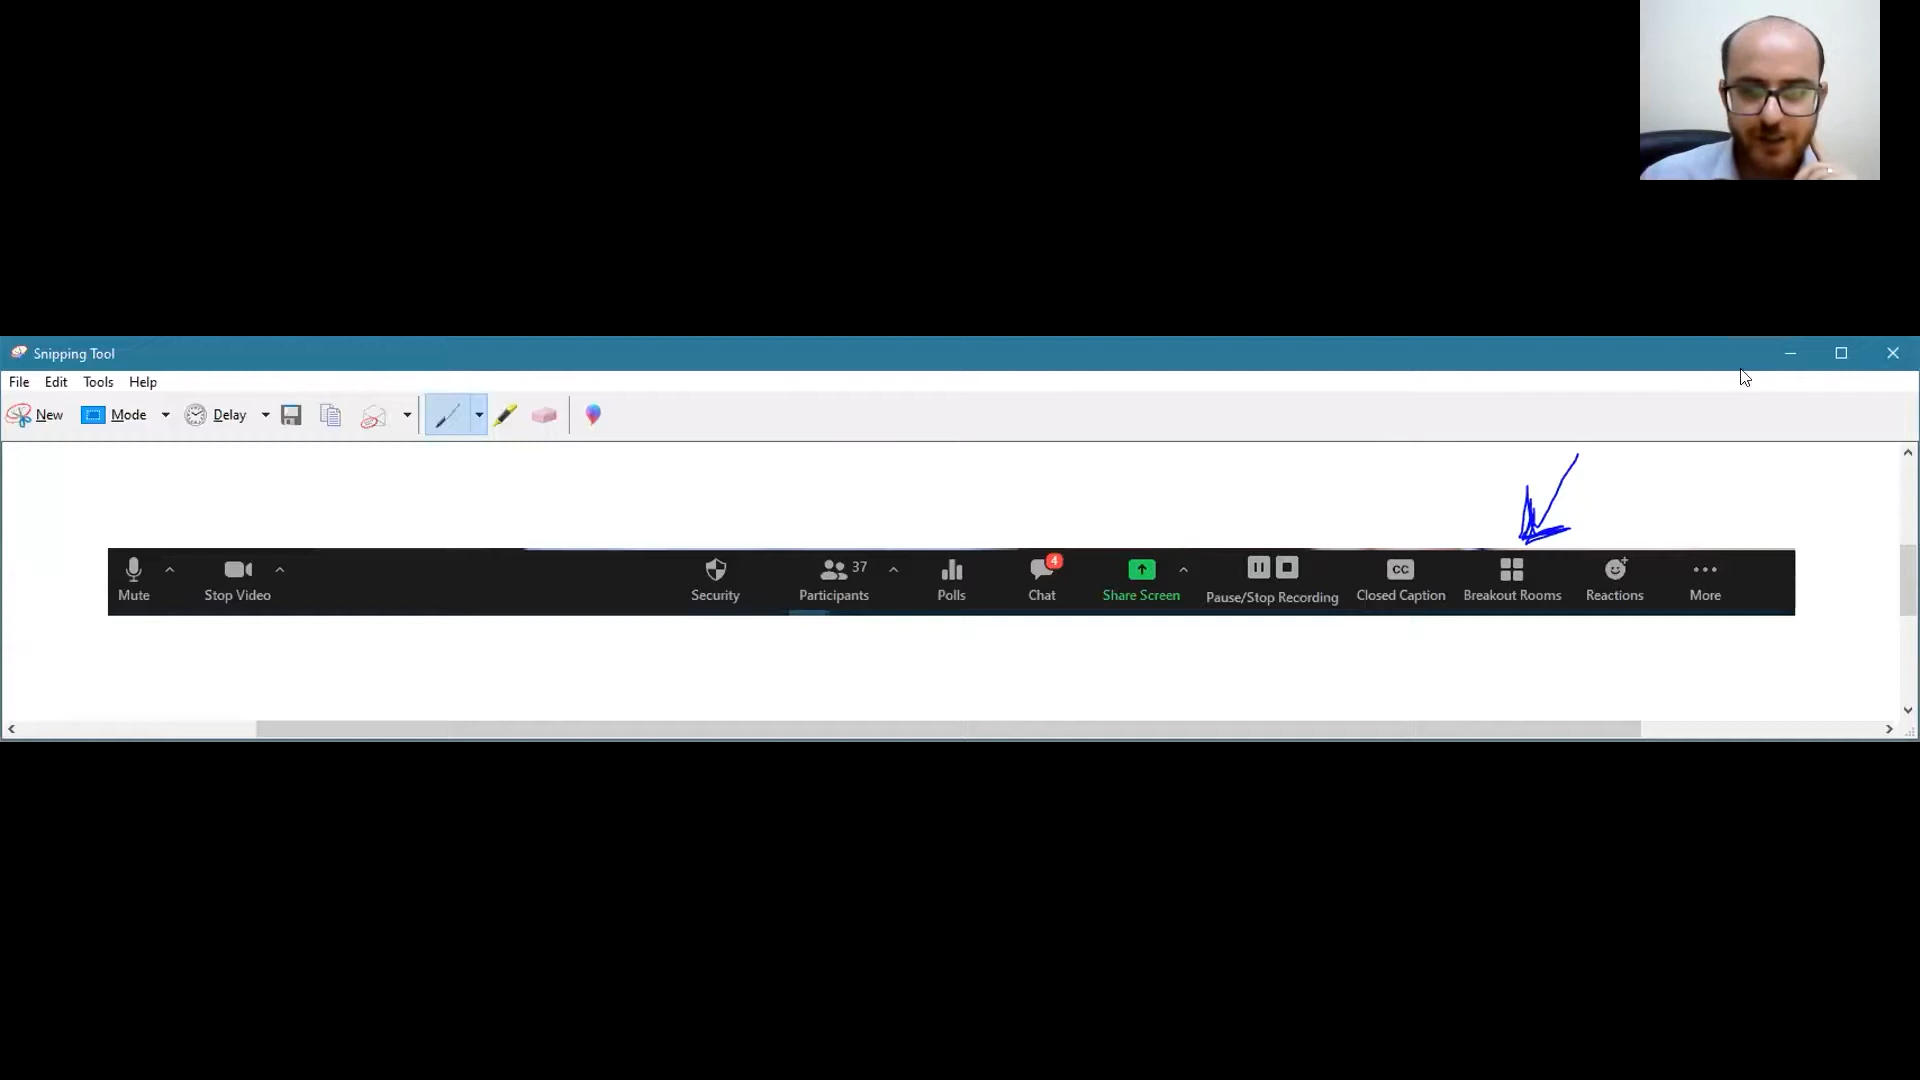 Snipping Tool
File Edit Tools Help
New Mode Delay
37 4 CC
Mute Stop Video Security Participants Polls Chat Share Screen Pause/Stop Recording Closed Caption Breakout Rooms Reactions More